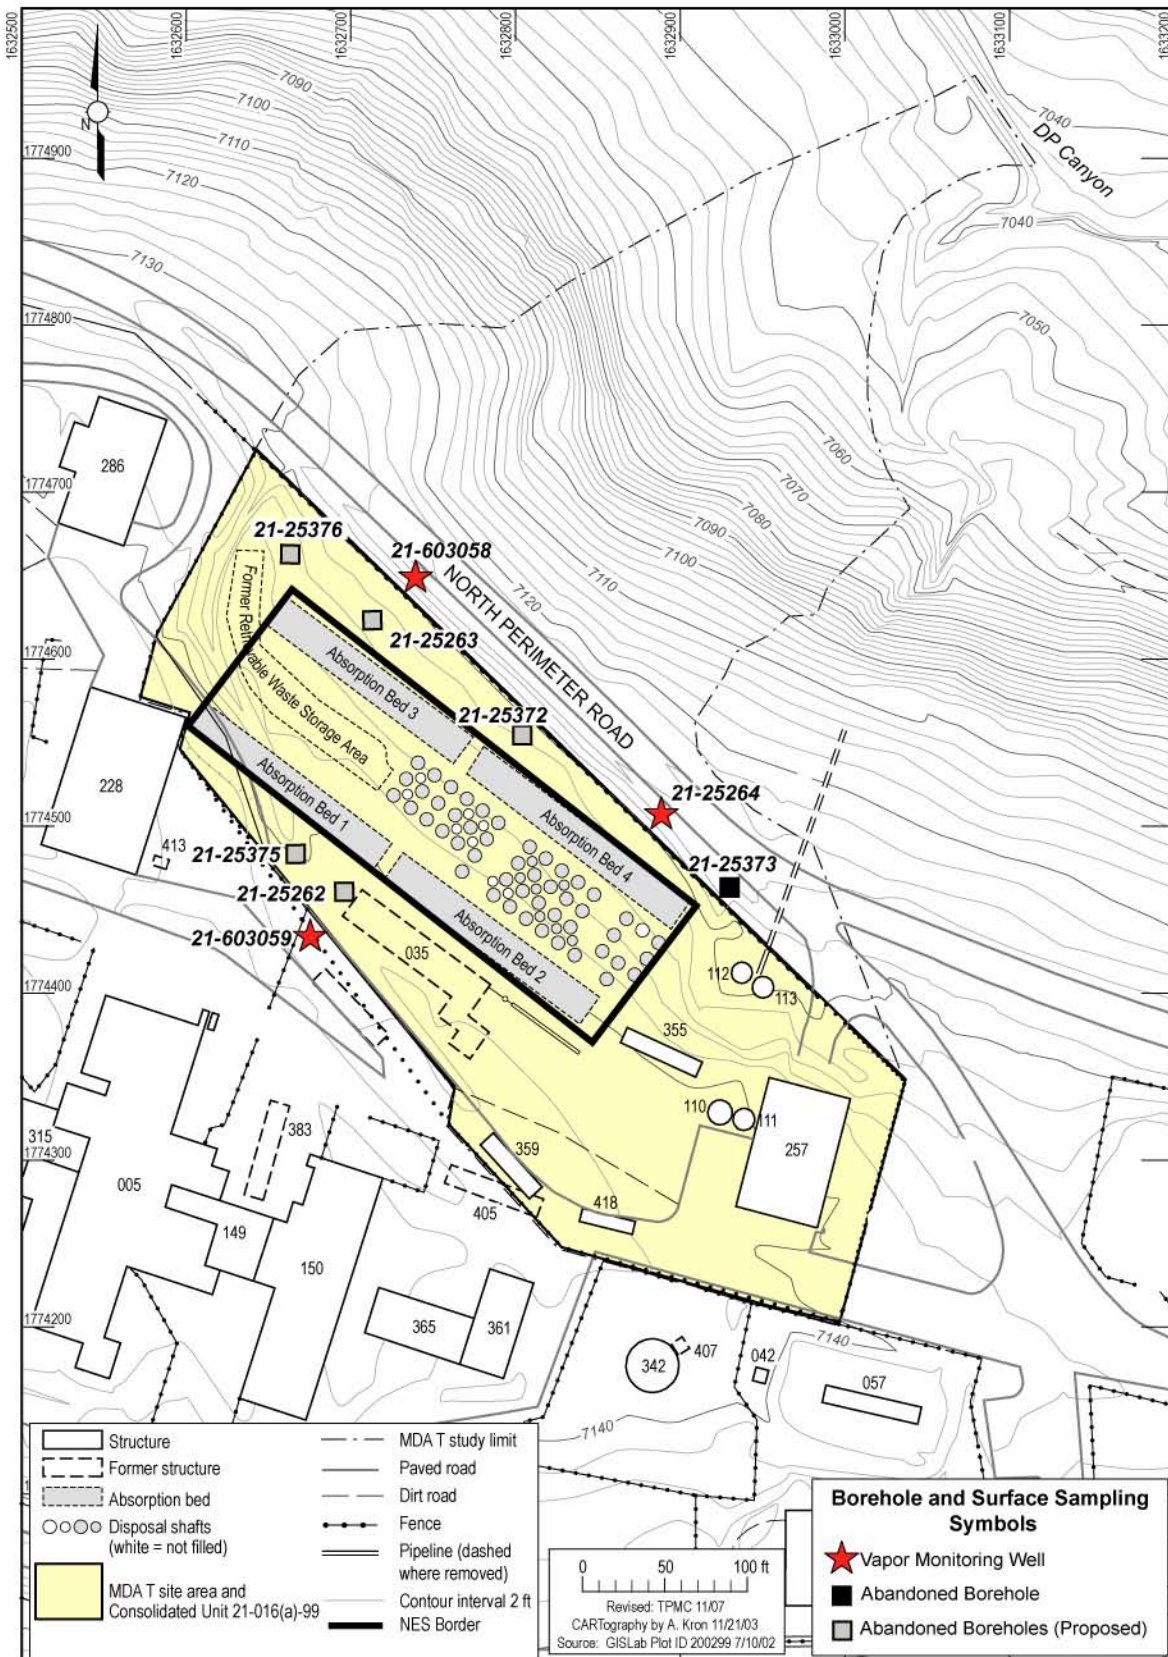 1632500
1632600
1632700
1632800
1632900
1633000
1633100
1633200
N
7090
7100
7110
7120
7130
7040
DP Canyon
7040
7050
7060
7070
7080
7090
7100
7110
7120
1774900
1774800
1774700
1774600
1774500
1774400
1774300
1774200
286
21-25376
21-603058
NORTH PERIMETER ROAD
21-25263
Former Retrievable Waste Storage Area
Absorption Bed 3
21-25372
228
Absorption Bed 1
21-25264
Absorption Bed 4
413
21-25375
21-25373
21-25262
21-603059
035
Absorption Bed 2
112
113
355
110
111
257
315
383
359
005
405
418
149
150
365
361
342
407
042
7140
057
7140
Structure
Former structure
Absorption bed
Disposal shafts
(white = not filled)
MDA T site area and
Consolidated Unit 21-016(a)-99
MDA T study limit
Paved road
Dirt road
Fence
Pipeline (dashed
where removed)
Contour interval 2 ft
NES Border
0 50 100 ft
Revised: TPMC 11/07
CARTography by A. Kron 11/21/03
Source: GISLab Plot ID 200299 7/10/02
Borehole and Surface Sampling
Symbols
Vapor Monitoring Well
Abandoned Borehole
Abandoned Boreholes (Proposed)